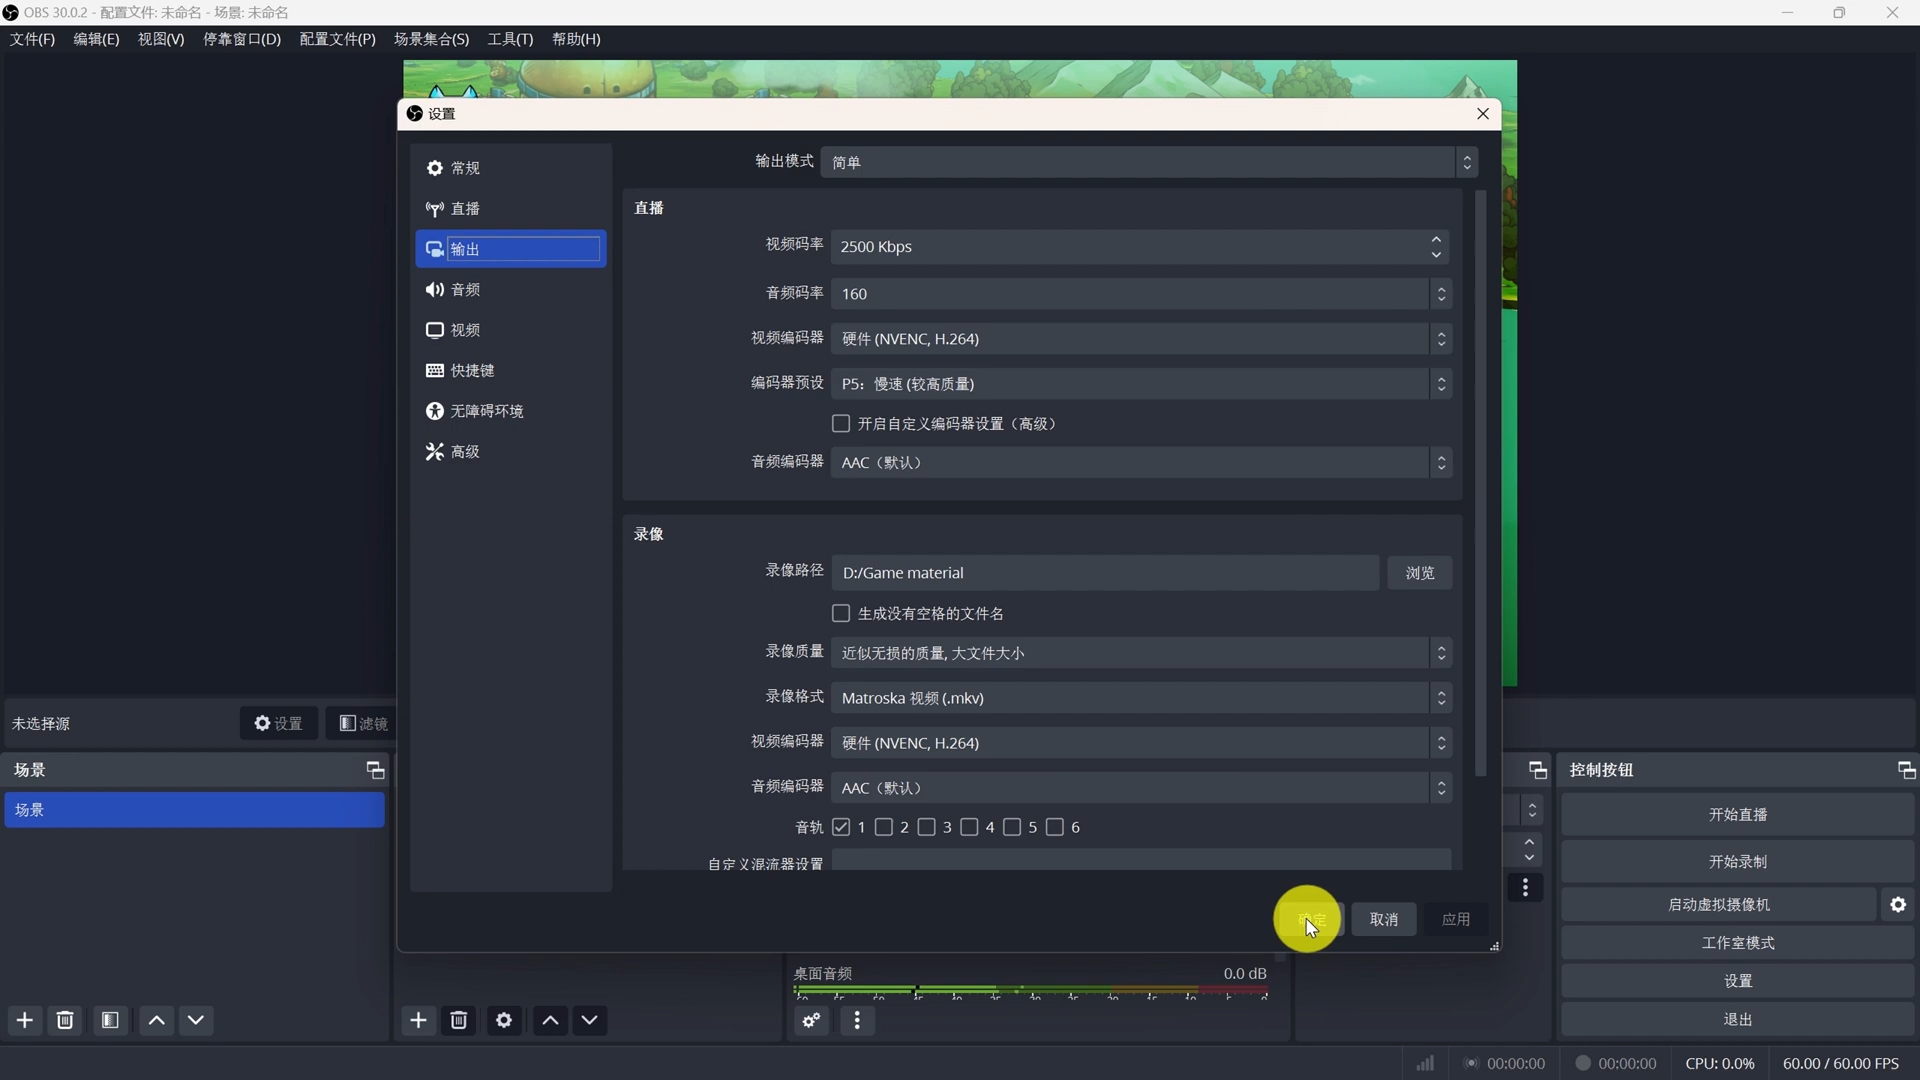 OBS 30.0.2 - 配置文件: 未命名 - 场景: 未命名
文件(F) 编辑(E) 视图(V) 停靠窗口(D) 配置文件(P) 场景集合(S) 工具(T) 帮助(H)
设置
常规
直播
输出
音频
视频
快捷键
无障碍环境
高级
输出模式 简单
直播
视频码率 2500 Kbps
音频码率 160
视频编码器 硬件 (NVENC, H.264)
编码器预设 P5：慢速 (较高质量)
开启自定义编码器设置（高级）
音频编码器 AAC（默认）
录像
录像路径 D:/Game material 浏览
生成没有空格的文件名
录像质量 近似无损的质量, 大文件大小
录像格式 Matroska 视频 (.mkv)
视频编码器 硬件 (NVENC, H.264)
音频编码器 AAC（默认）
音轨 1 2 3 4 5 6
自定义混流器设置
确定 取消 应用
未选择源 设置 滤镜
场景
场景
桌面音频 0.0 dB
控制按钮
开始直播
开始录制
启动虚拟摄像机
工作室模式
设置
退出
00:00:00 00:00:00 CPU: 0.0% 60.00 / 60.00 FPS